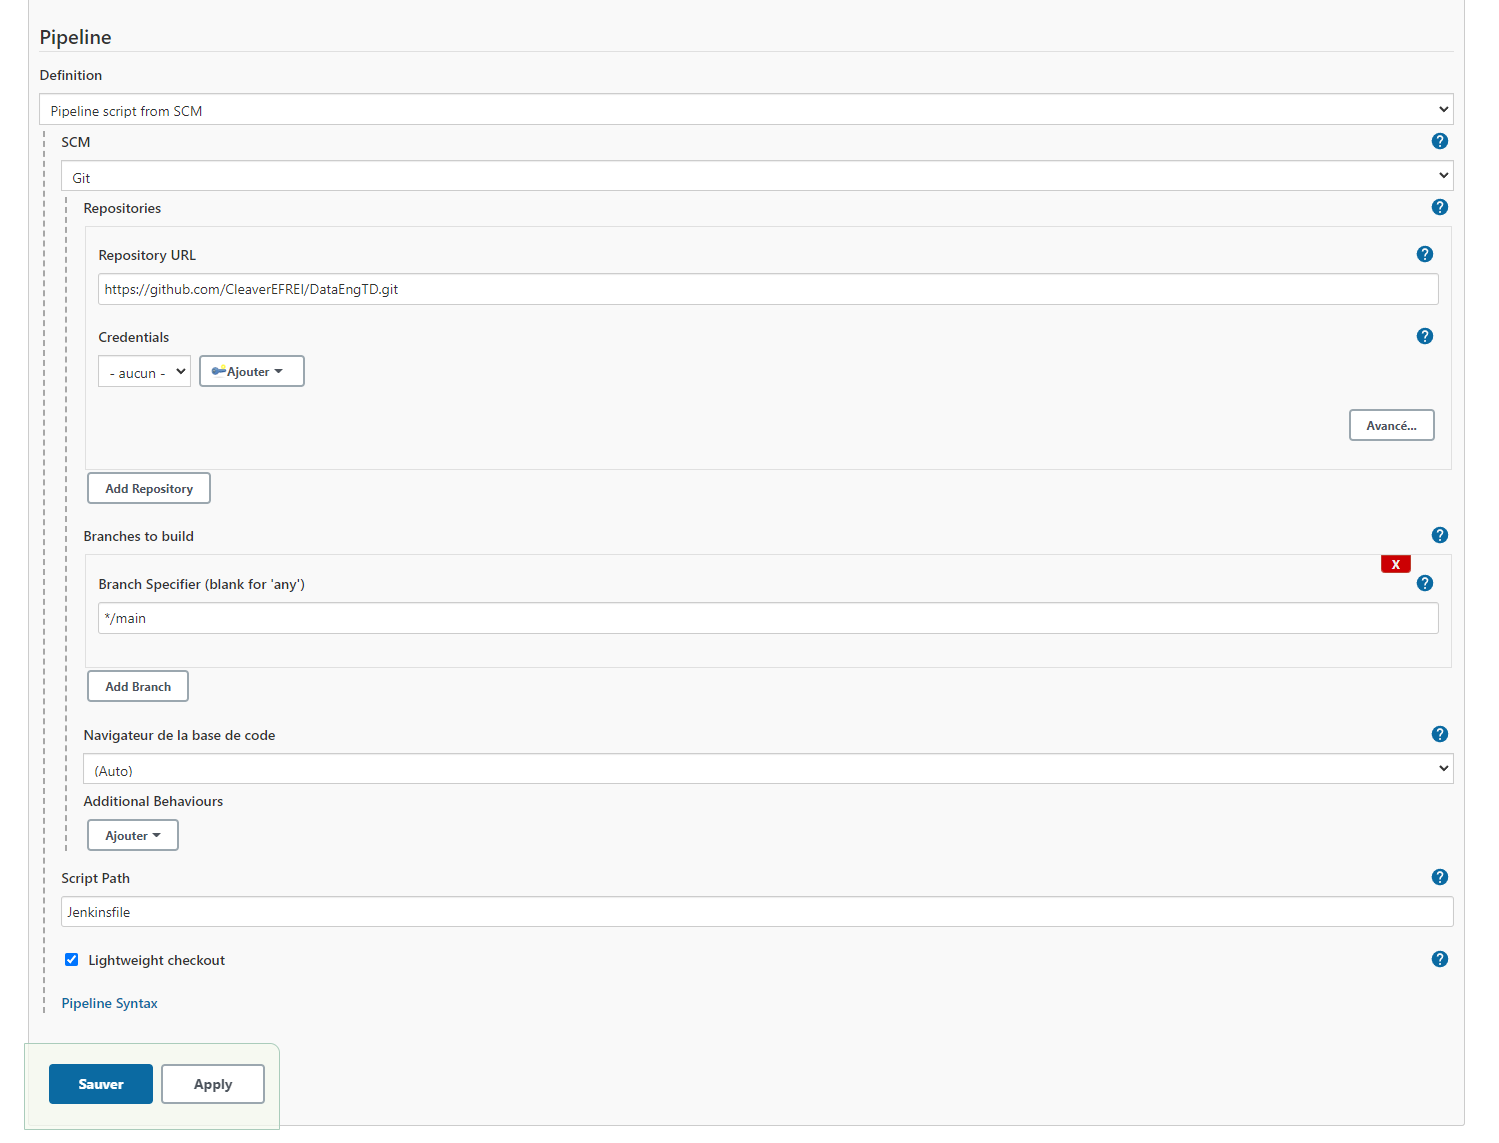 Pipeline
Definition
Pipeline script from SCM
SCM
?
Git
Repositories
?
Repository URL
?
https://github.com/CleaverEFREI/DataEngTD.git
Credentials
?
- aucun -
Ajouter
Avancé...
Add Repository
Branches to build
?
X
Branch Specifier (blank for 'any')
?
*/main
Add Branch
Navigateur de la base de code
?
(Auto)
Additional Behaviours
Ajouter
Script Path
?
Jenkinsfile
Lightweight checkout
?
Pipeline Syntax
Sauver
Apply